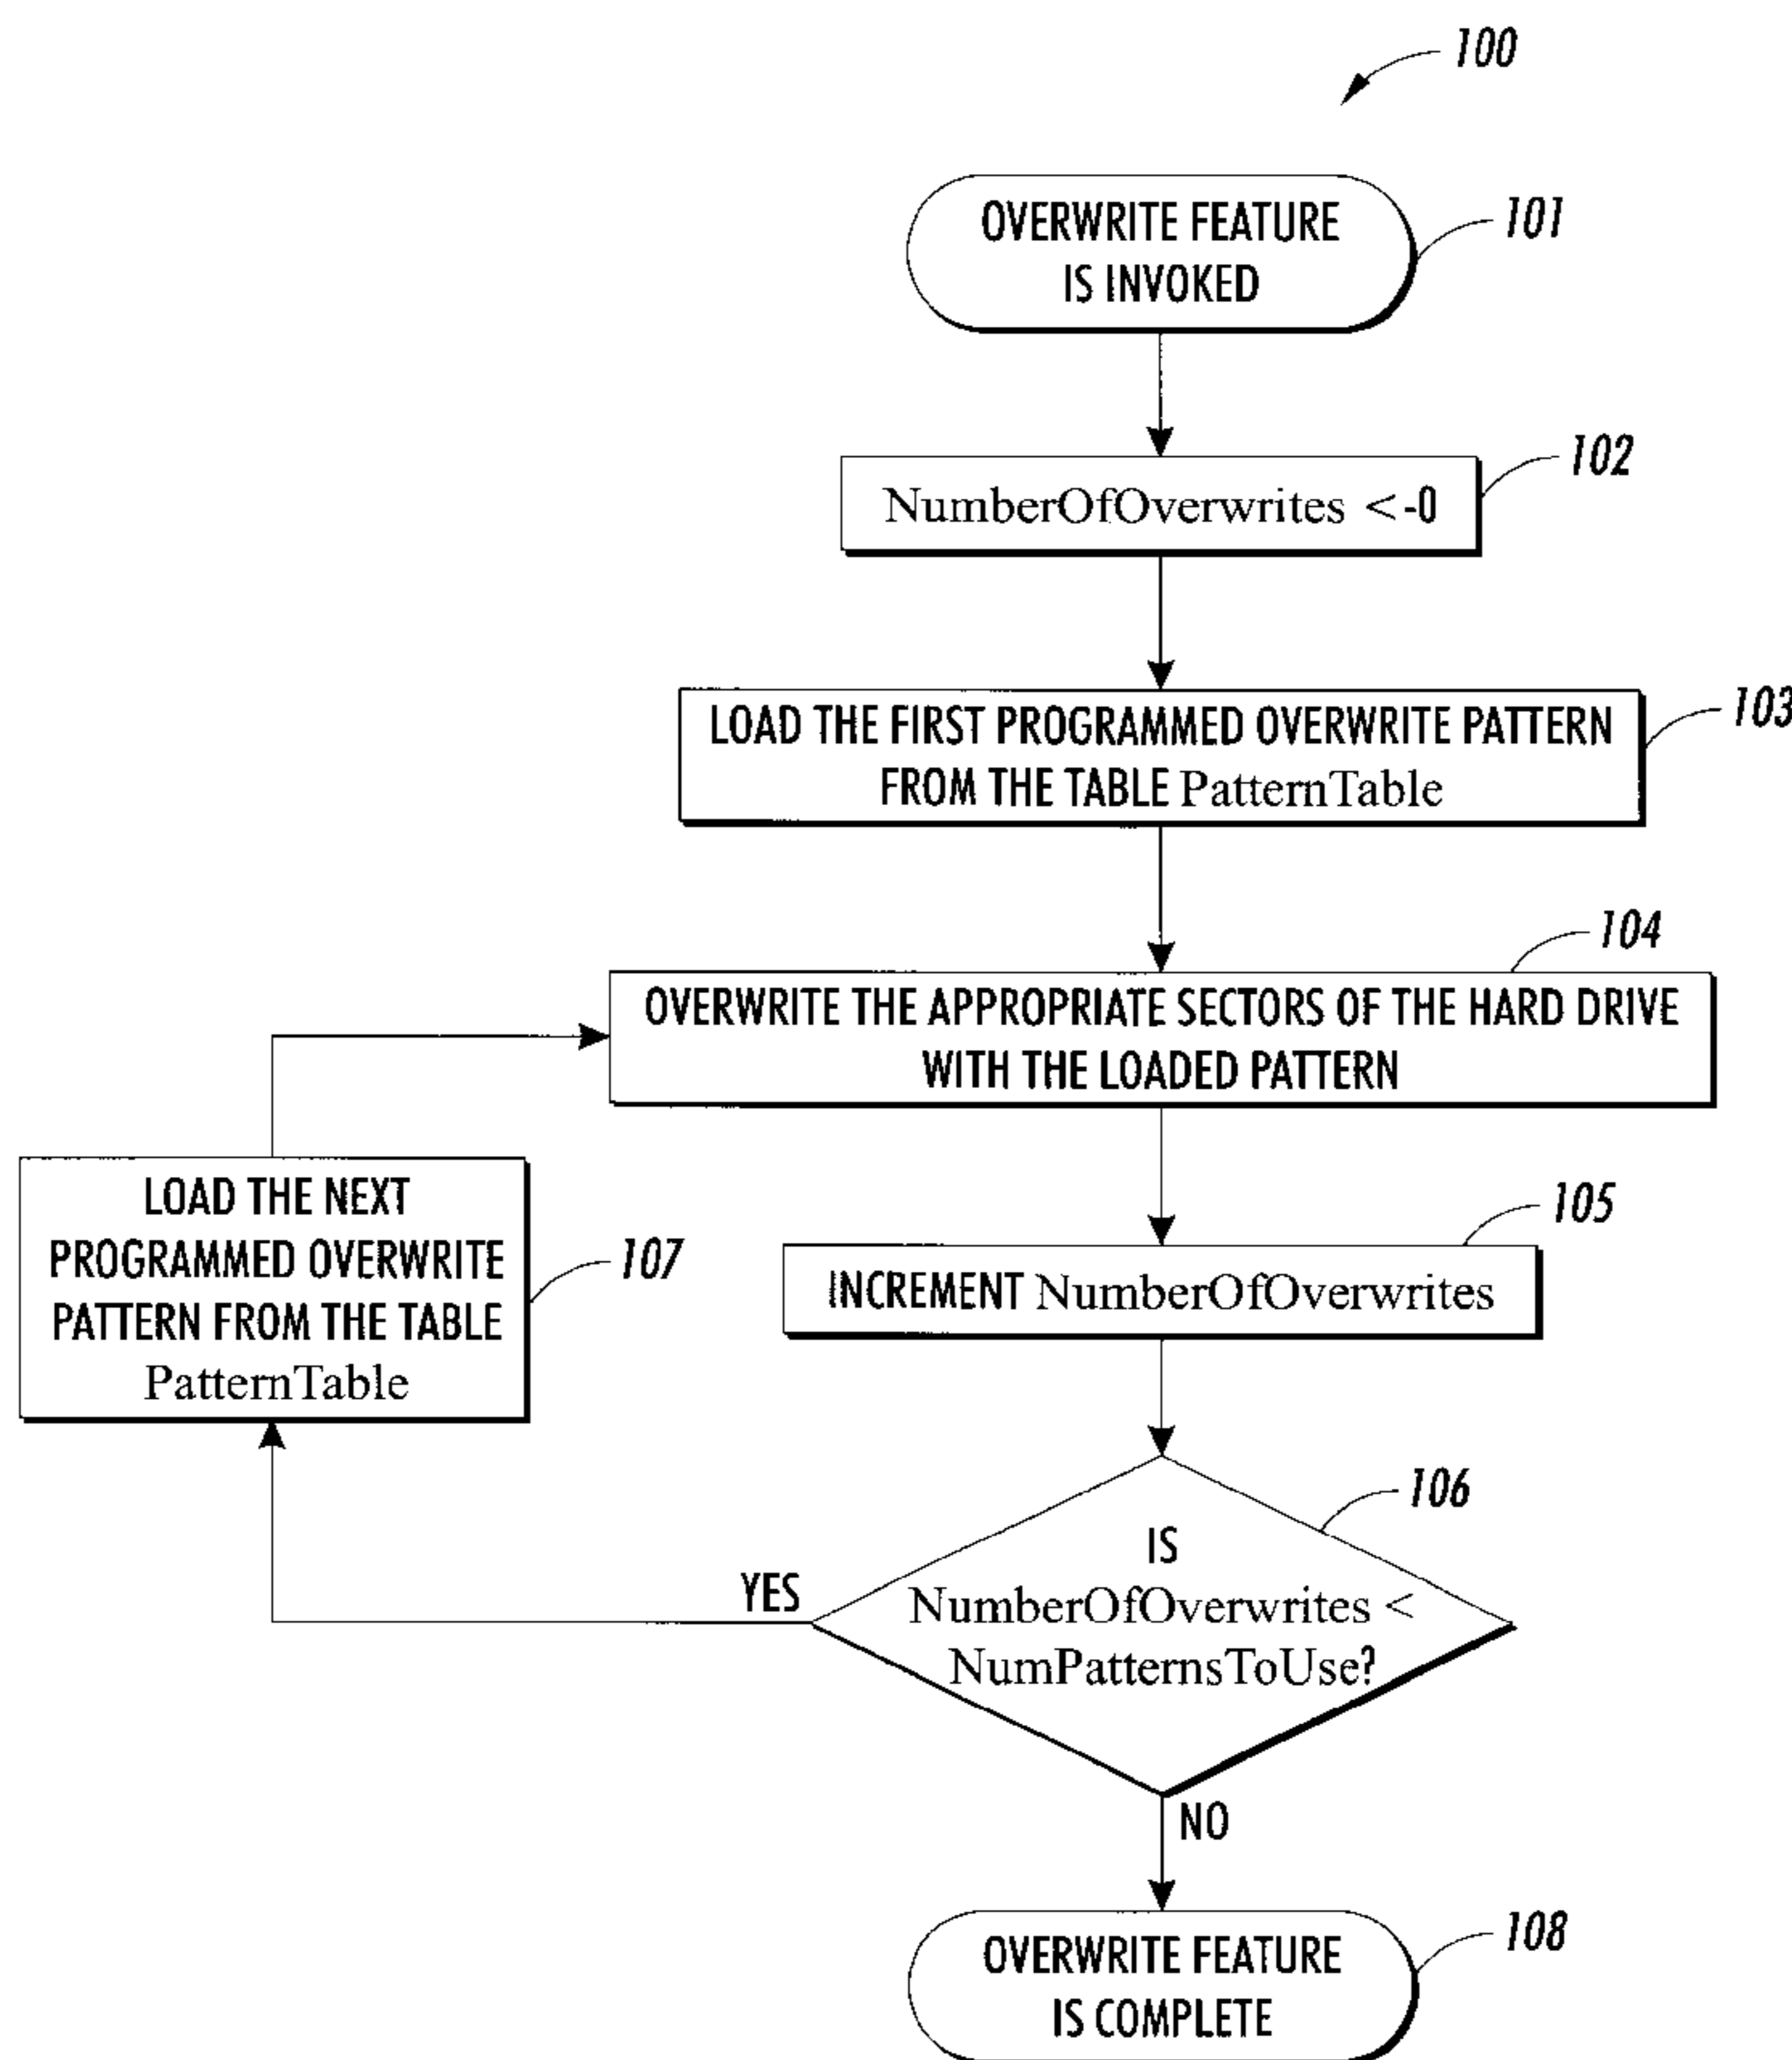 100
OVERWRITE FEATURE
IS INVOKED
101
NumberOfOverwrites <-0
102
LOAD THE FIRST PROGRAMMED OVERWRITE PATTERN
FROM THE TABLE PatternTable
103
OVERWRITE THE APPROPRIATE SECTORS OF THE HARD DRIVE
WITH THE LOADED PATTERN
104
INCREMENT NumberOfOverwrites
105
IS
NumberOfOverwrites <
NumPatternsToUse?
106
YES
LOAD THE NEXT
PROGRAMMED OVERWRITE
PATTERN FROM THE TABLE
PatternTable
107
NO
OVERWRITE FEATURE
IS COMPLETE
108